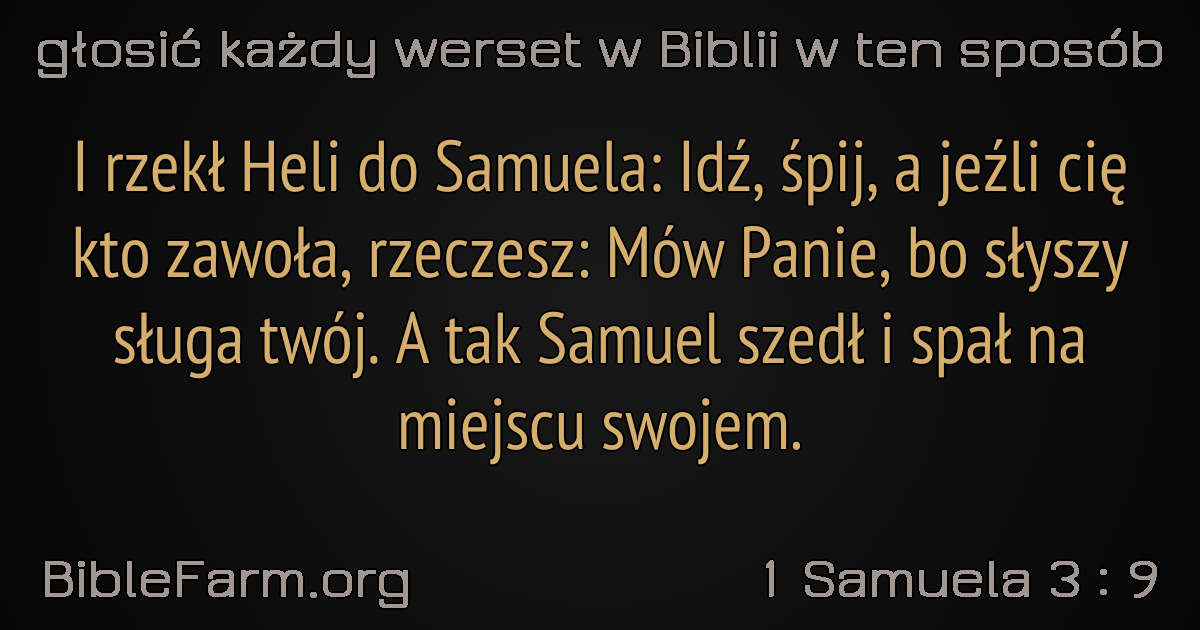 głosić każdy werset w Biblii w ten sposób
I rzekł Heli do Samuela: Idź, śpij, a jeźli cię
kto zawoła, rzeczesz: Mów Panie, bo słyszy
sługa twój. A tak Samuel szedł i spał na
miejscu swojem.
BibleFarm.org
1 Samuela 3 : 9